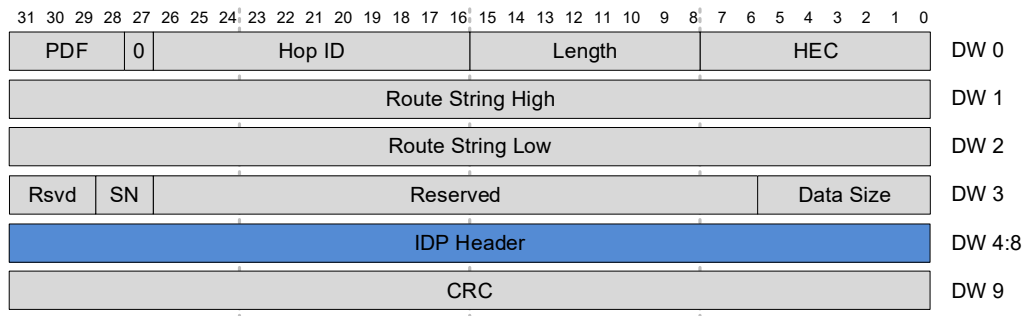 31 30 29 28 27 26 25 24 23 22 21 20 19 18 17 16 15 14 13 12 11 10 9 8 7 6 5 4 3 2 1 0
PDF 0 Hop ID Length HEC DW 0
Route String High DW 1
Route String Low DW 2
Rsvd SN Reserved Data Size DW 3
IDP Header DW 4:8
CRC DW 9